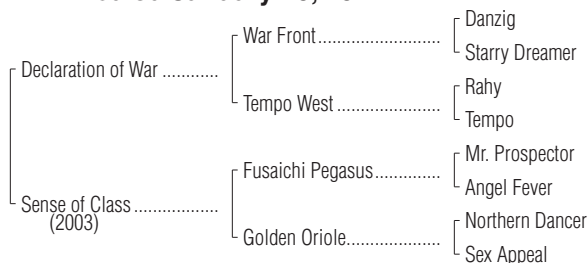 Danzig
War Front
Starry Dreamer
Declaration of War
Rahy
Tempo West
Tempo
Mr. Prospector
Fusaichi Pegasus
Angel Fever
Sense of Class
(2003)
Northern Dancer
Golden Oriole
Sex Appeal